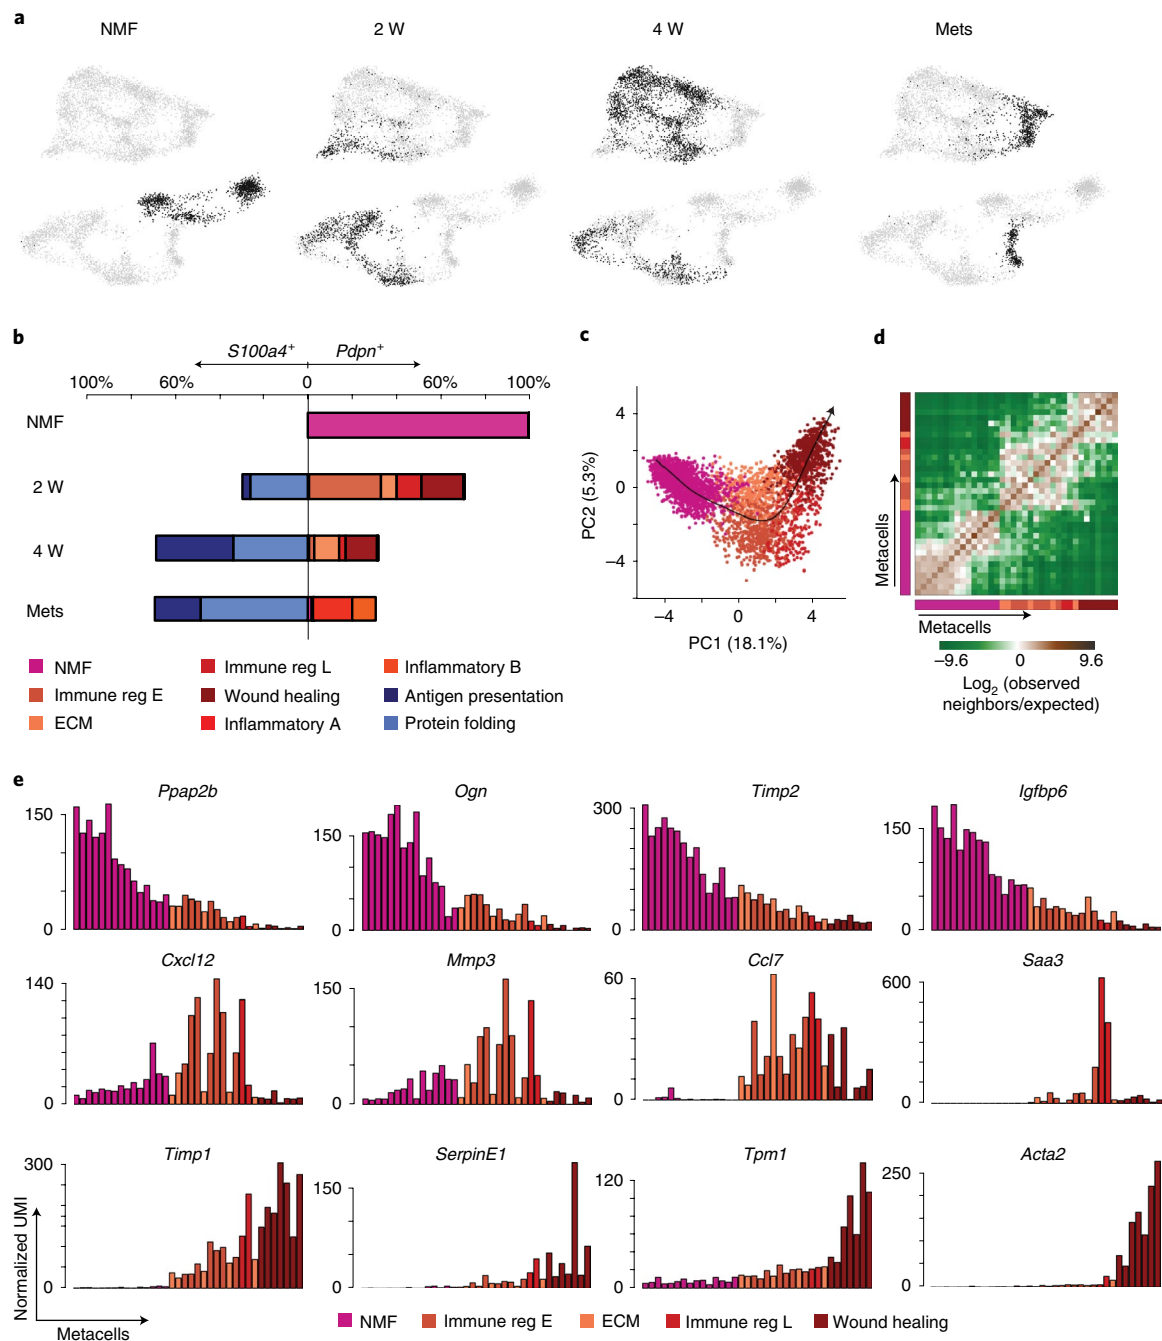 a
NMF
2 W
4 W
Mets
b
S100a4+
Pdpn+
100%
60%
0
60%
100%
NMF
2 W
4 W
Mets
NMF
Immune reg L
Inflammatory B
Immune reg E
Wound healing
Antigen presentation
ECM
Inflammatory A
Protein folding
c
4
0
−4
PC2 (5.3%)
−4
0
4
PC1 (18.1%)
d
Metacells
Metacells
−9.6
0
9.6
Log2 (observed
neighbors/expected)
e
Ppap2b
150
0
Ogn
150
0
Timp2
300
0
Igfbp6
150
0
Cxcl12
140
0
Mmp3
150
0
Ccl7
60
0
Saa3
600
0
Timp1
300
0
SerpinE1
150
0
Tpm1
120
0
Acta2
250
0
Normalized UMI
Metacells
NMF
Immune reg E
ECM
Immune reg L
Wound healing